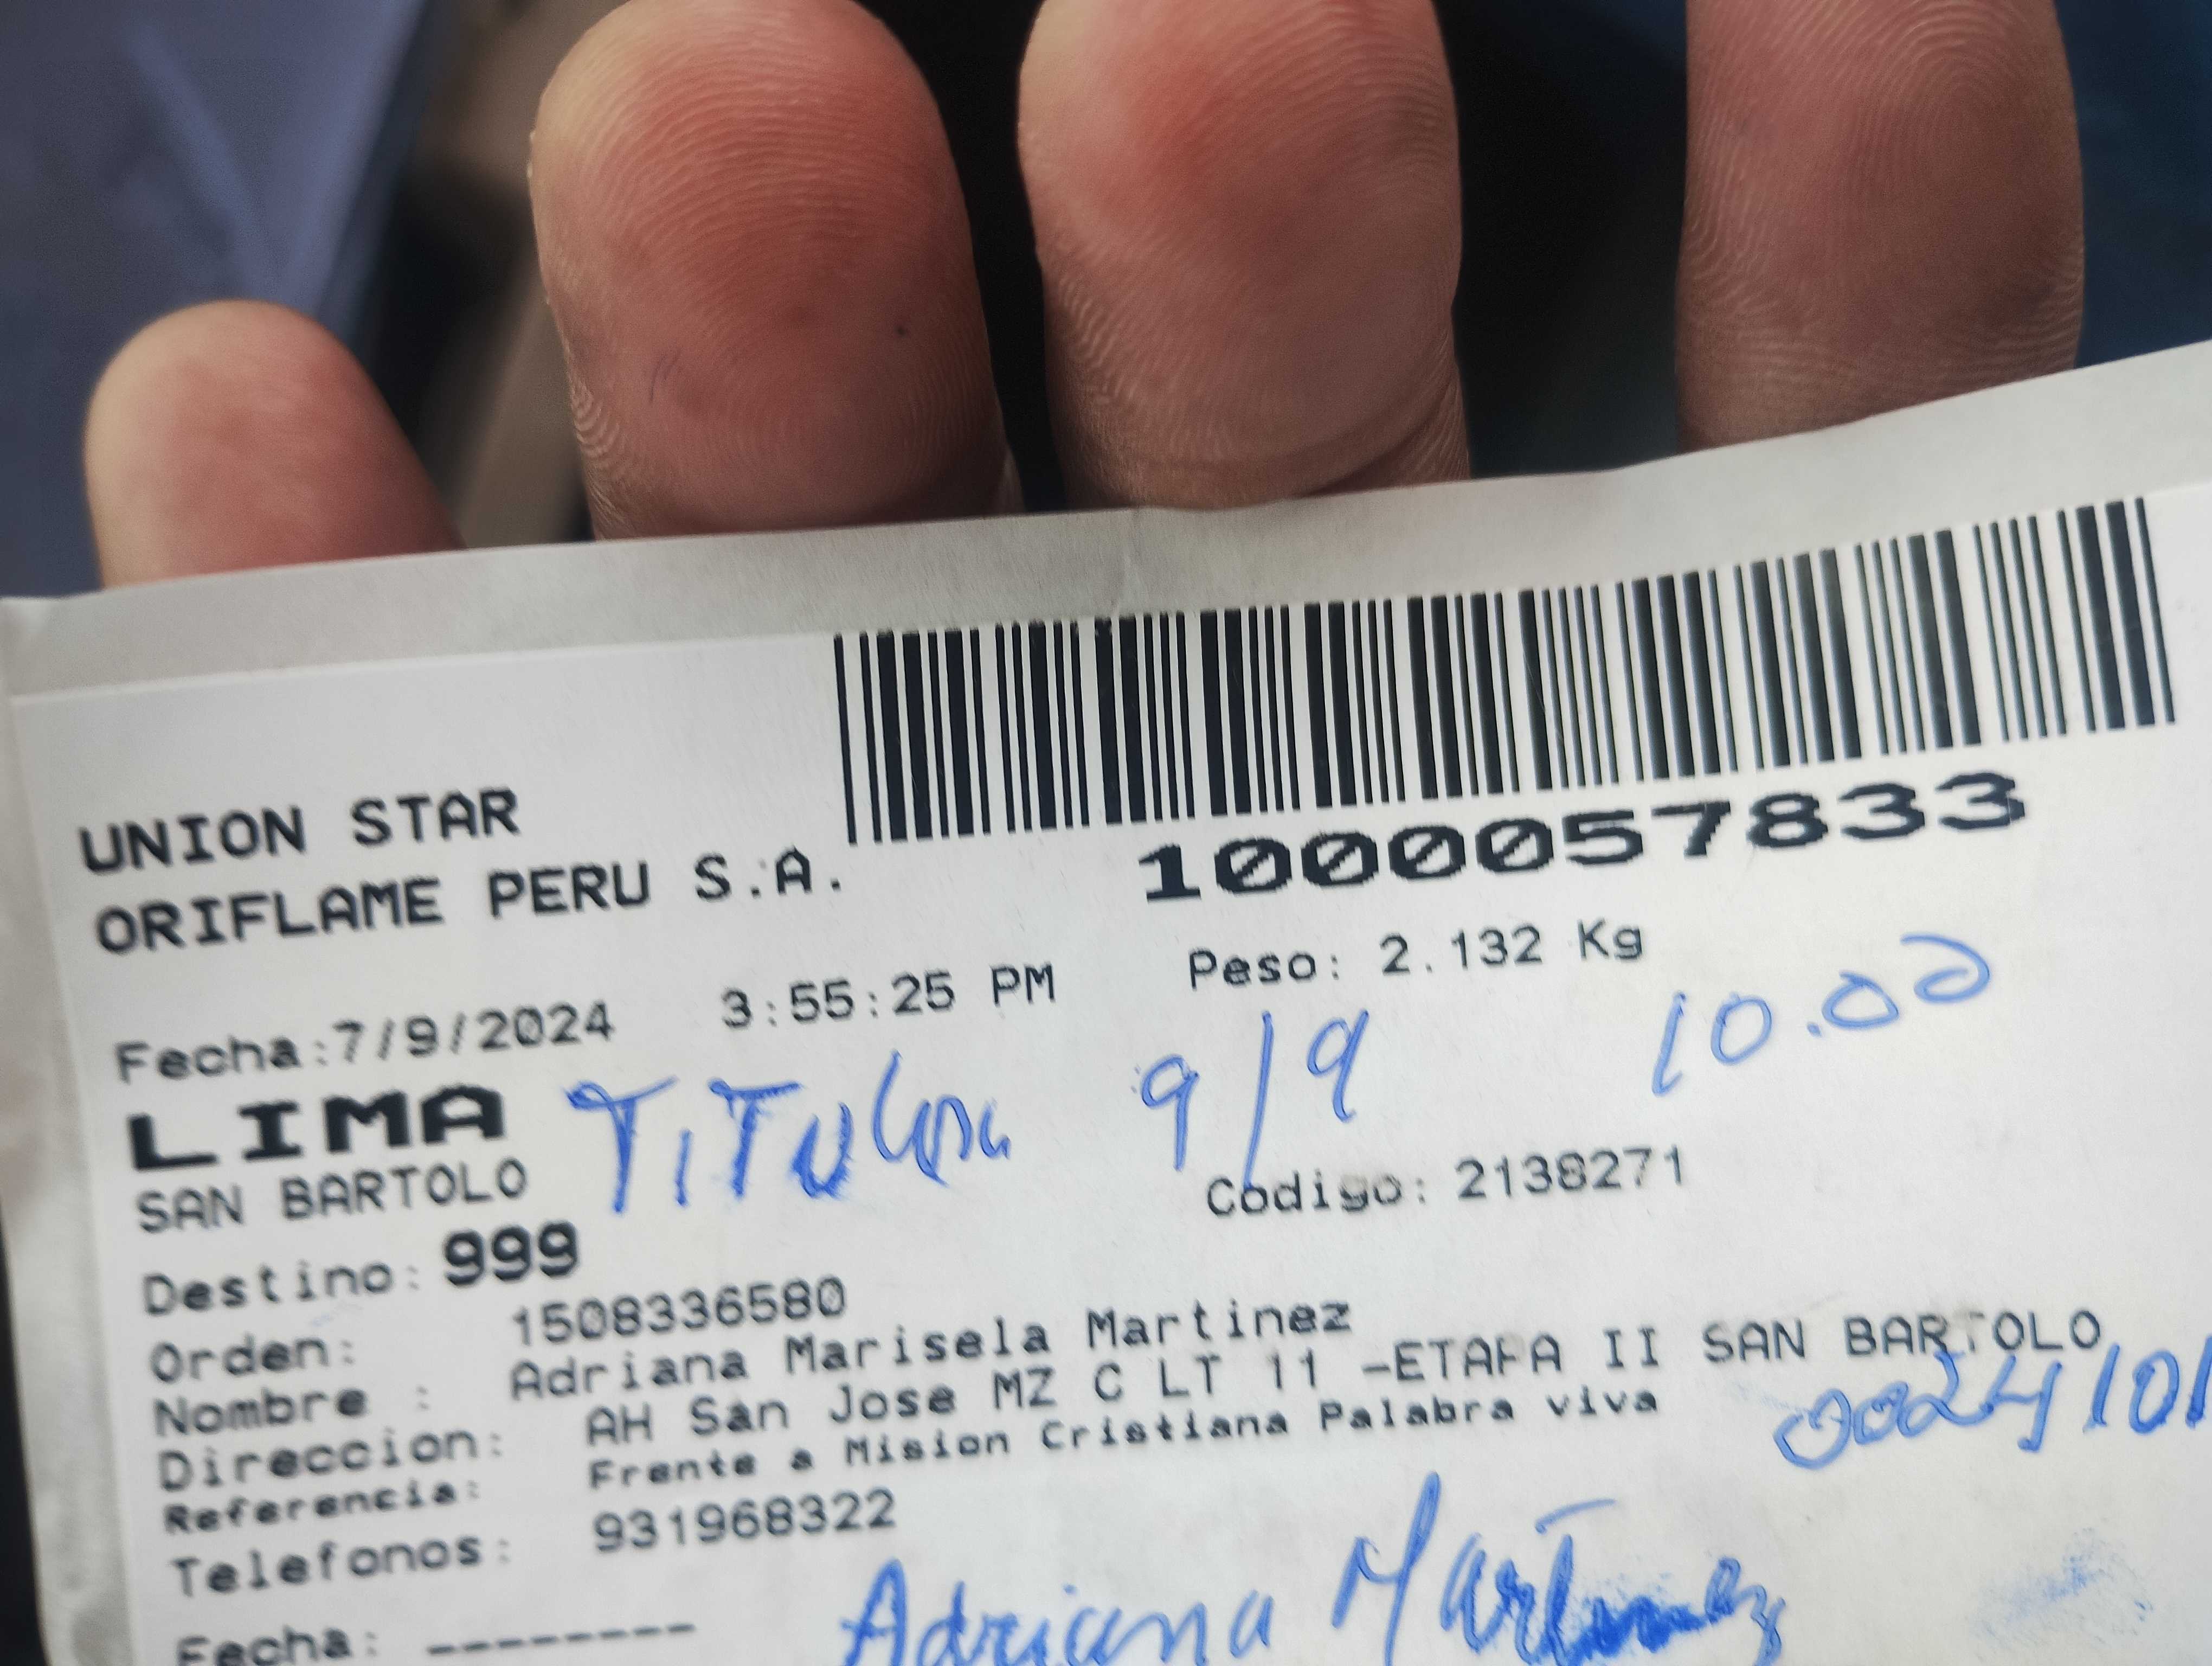 UNION STAR
ORIFLAME PERU S.A.
1000057833
Fecha:7/9/2024 3:55:25 PM Peso: 2.132 Kg
LIMA TiTular 9/9 10.00
SAN BARTOLO Codigo: 2138271
Destino: 999
Orden: 1508336580
Nombre : Adriana Marisela Martinez
Direccion: AH San Jose MZ C LT 11 -ETAPA II SAN BARTOLO
Referencia: Frente a Mision Cristiana Palabra viva
Telefonos: 931968322
Adriana Martinez
Fecha: --------